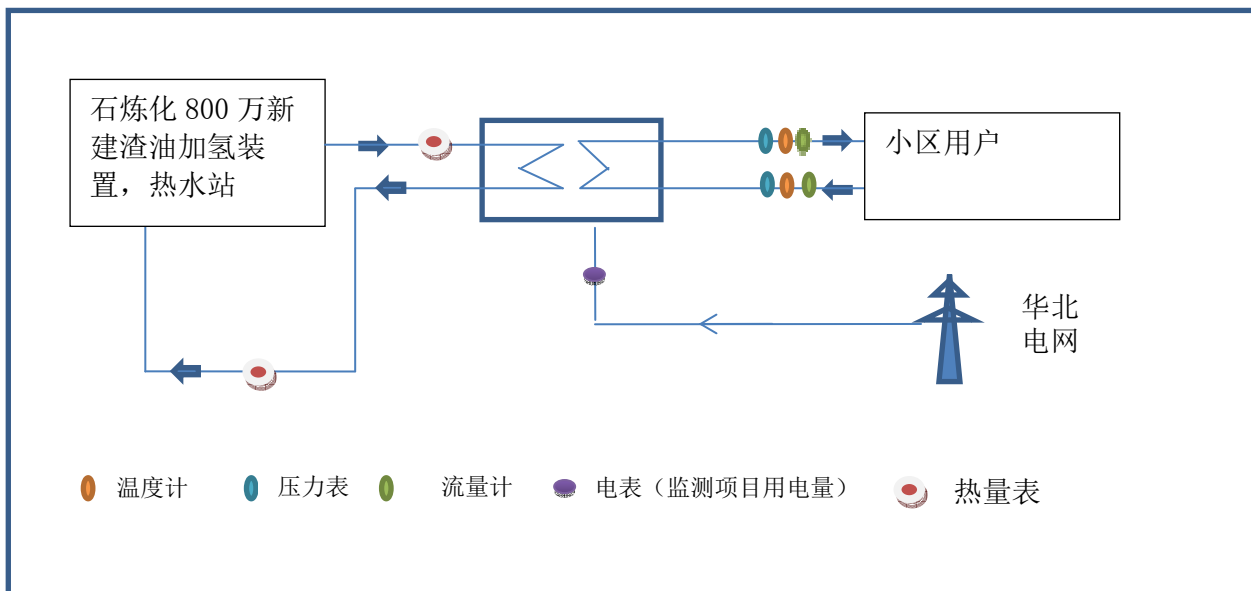 石炼化 800 万新
建渣油加氢装
置，热水站
小区用户
华北
电网
温度计
压力表
流量计
电表（监测项目用电量）
热量表